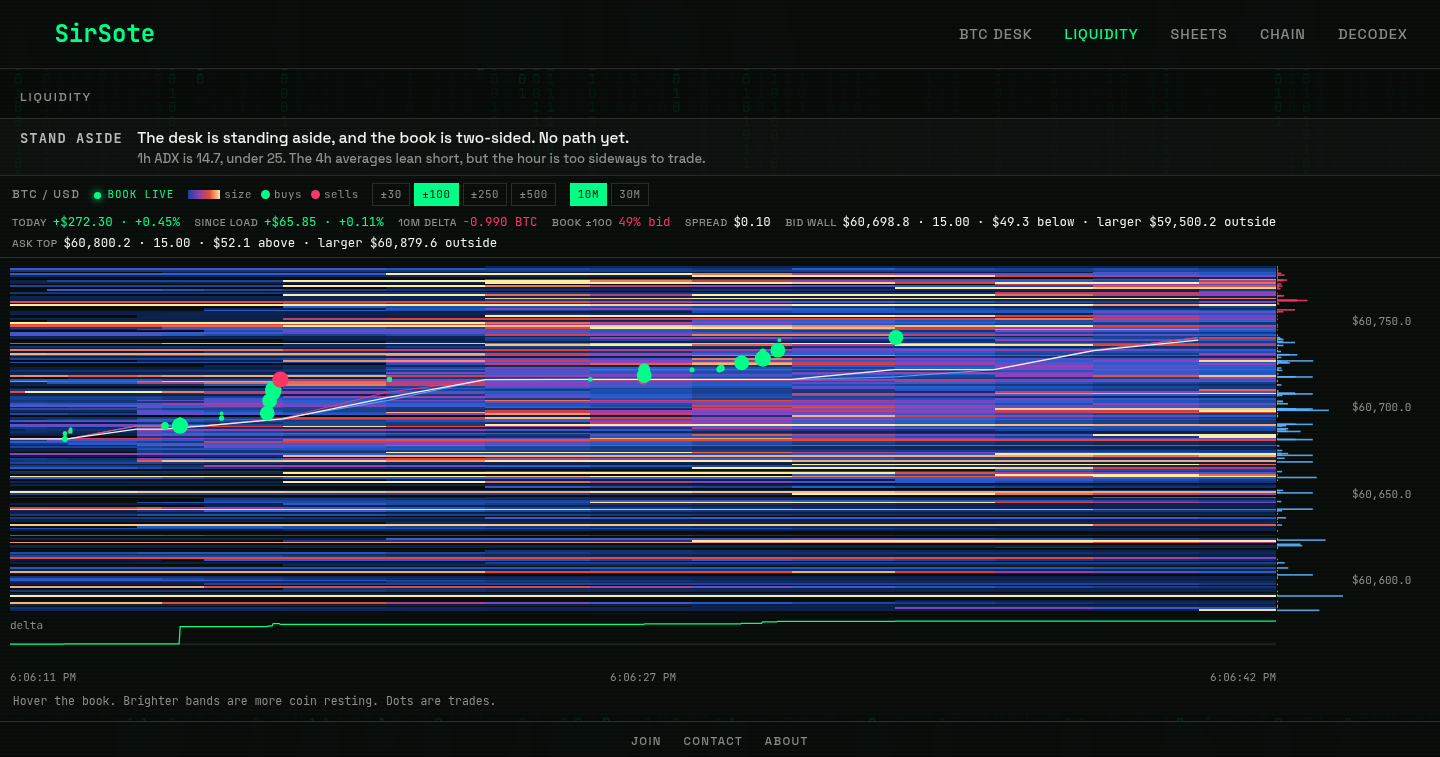 SirSote
BTC DESK LIQUIDITY SHEETS CHAIN DECODEX
LIQUIDITY
STAND ASIDE The desk is standing aside, and the book is two-sided. No path yet.
1h ADX is 14.7, under 25. The 4h averages lean short, but the hour is too sideways to trade.
BTC / USD BOOK LIVE size buys sells ±30 ±100 ±250 ±500 10M 30M
TODAY +$272.30 · +0.45% SINCE LOAD +$65.85 · +0.11% 10M DELTA -0.990 BTC BOOK ±100 49% bid SPREAD $0.10 BID WALL $60,698.8 · 15.00 · $49.3 below · larger $59,500.2 outside
ASK TOP $60,800.2 · 15.00 · $52.1 above · larger $60,879.6 outside
$60,750.0
$60,700.0
$60,650.0
$60,600.0
delta
6:06:11 PM 6:06:27 PM 6:06:42 PM
Hover the book. Brighter bands are more coin resting. Dots are trades.
JOIN CONTACT ABOUT